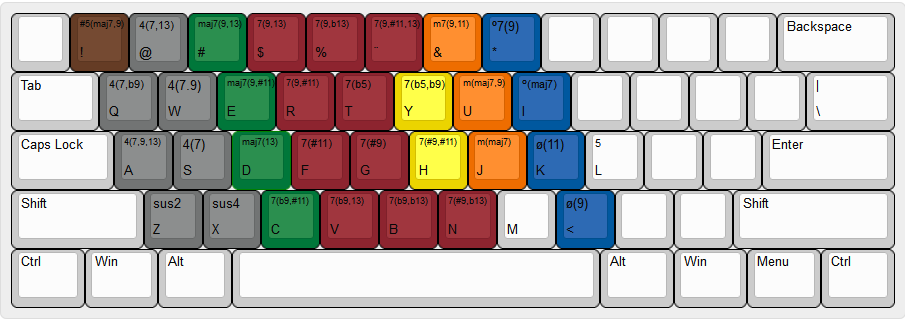 #5(maj7,9) 4(7,13) maj7(9,13) 7(9,13) 7(9,b13) 7(9,#11,13) m7(9,11) º7(9) Backspace
! @ # $ % ¨ & *
Tab 4(7,b9) 4(7.9) maj7(9,#11) 7(9,#11) 7(b5) 7(b5,b9) m(maj7,9) º(maj7) |
Q W E R T Y U I \
Caps Lock 4(7.9,13) 4(7) maj7(13) 7(#11) 7(#9) 7(#9,#11) m(maj7) ø(11) 5 Enter
A S D F G H J K L
Shift sus2 sus4 7(b9,#11) 7(b9,13) 7(b9,b13) 7(#9,b13) ø(9) Shift
Z X C V B N M <
Ctrl Win Alt Alt Win Menu Ctrl